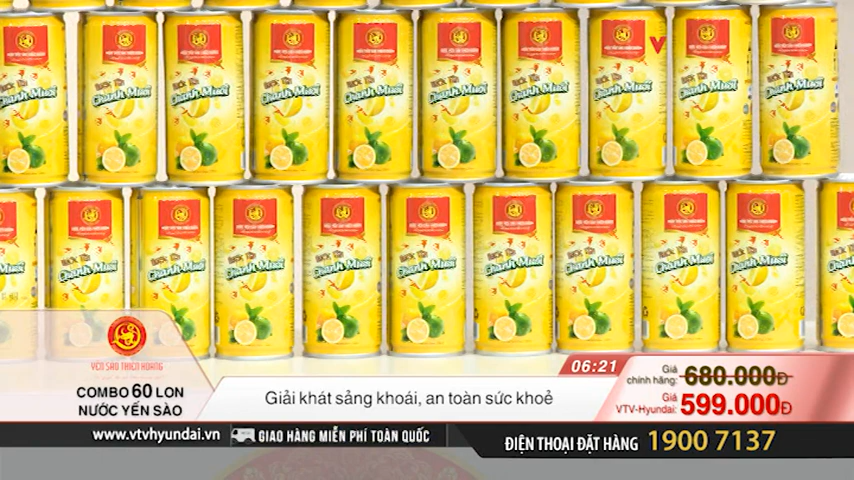 Chanh Muối
YẾN SÀO THIÊN HOÀNG
COMBO 60 LON
NƯỚC YẾN SÀO
Giải khát sảng khoái, an toàn sức khoẻ
06:21
Giá
chính hãng: 680.000Đ
Giá
VTV-Hyundai: 599.000Đ
www.vtvhyundai.vn
GIAO HÀNG MIỄN PHÍ TOÀN QUỐC
ĐIỆN THOẠI ĐẶT HÀNG 1900 7137